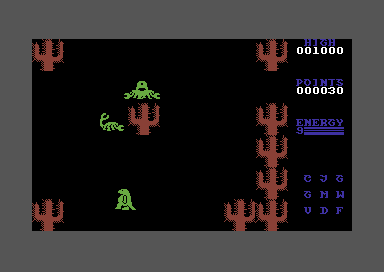 HIGH
001000
POINTS
000030
ENERGY
9
C J G
G N W
V D F